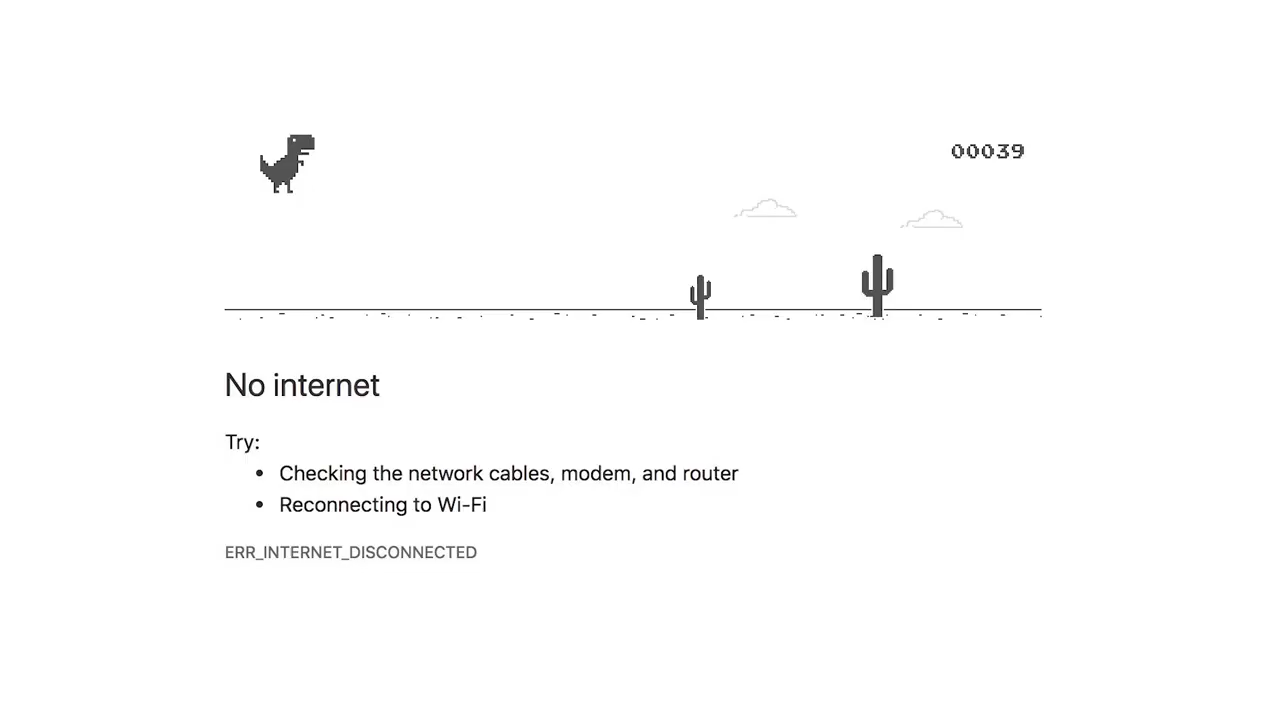 00039
No internet
Try:
• Checking the network cables, modem, and router
• Reconnecting to Wi-Fi
ERR_INTERNET_DISCONNECTED